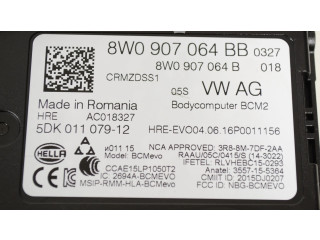 8W0 907 064 BB 0327
8W0 907 064 B 018
CRMZDSS1
Q5S VW AG
Made in Romania Bodycomputer BCM2
HRE AC018327
5DK 011 079-12 HRE-EVO04.06.16P0011156
HELLA
и011 15 NCA APPROVED: 3R8-8M-7DF-2AA
Model: BCMevo RAAU/05C/0415/S (14-3022)
IFETEL: RLVHEBC15-0293
CCAE15LP1050T2 Anatel: 3557-15-5364
IC: 2694A-BCMEVO CMIIT ID: 2015DJ0207
MSIP-RMM-HLA-BCMevo FCC ID: NBG-BCMEVO